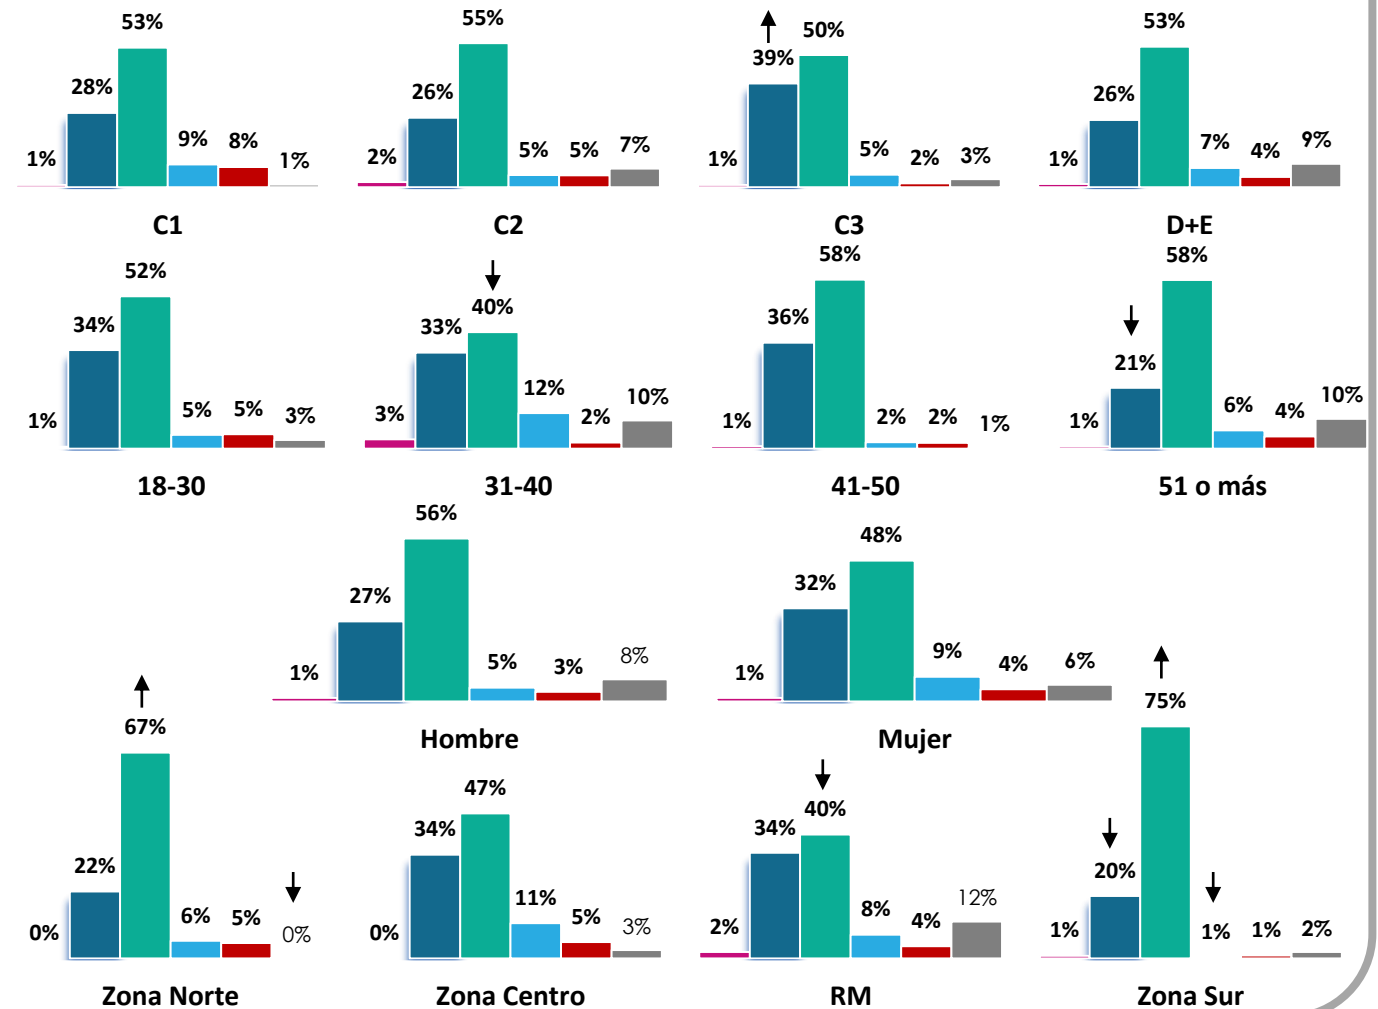 1% 28% 53% 9% 8% 1%
C1
2% 26% 55% 5% 5% 7%
C2
1% 39% 50% 5% 2% 3%
C3
1% 26% 53% 7% 4% 9%
D+E
1% 34% 52% 5% 5% 3%
18-30
3% 33% 40% 12% 2% 10%
31-40
1% 36% 58% 2% 2% 1%
41-50
1% 21% 58% 6% 4% 10%
51 o más
1% 27% 56% 5% 3% 8%
Hombre
1% 32% 48% 9% 4% 6%
Mujer
0% 22% 67% 6% 5% 0%
Zona Norte
0% 34% 47% 11% 5% 3%
Zona Centro
2% 34% 40% 8% 4% 12%
RM
1% 20% 75% 1% 1% 2%
Zona Sur